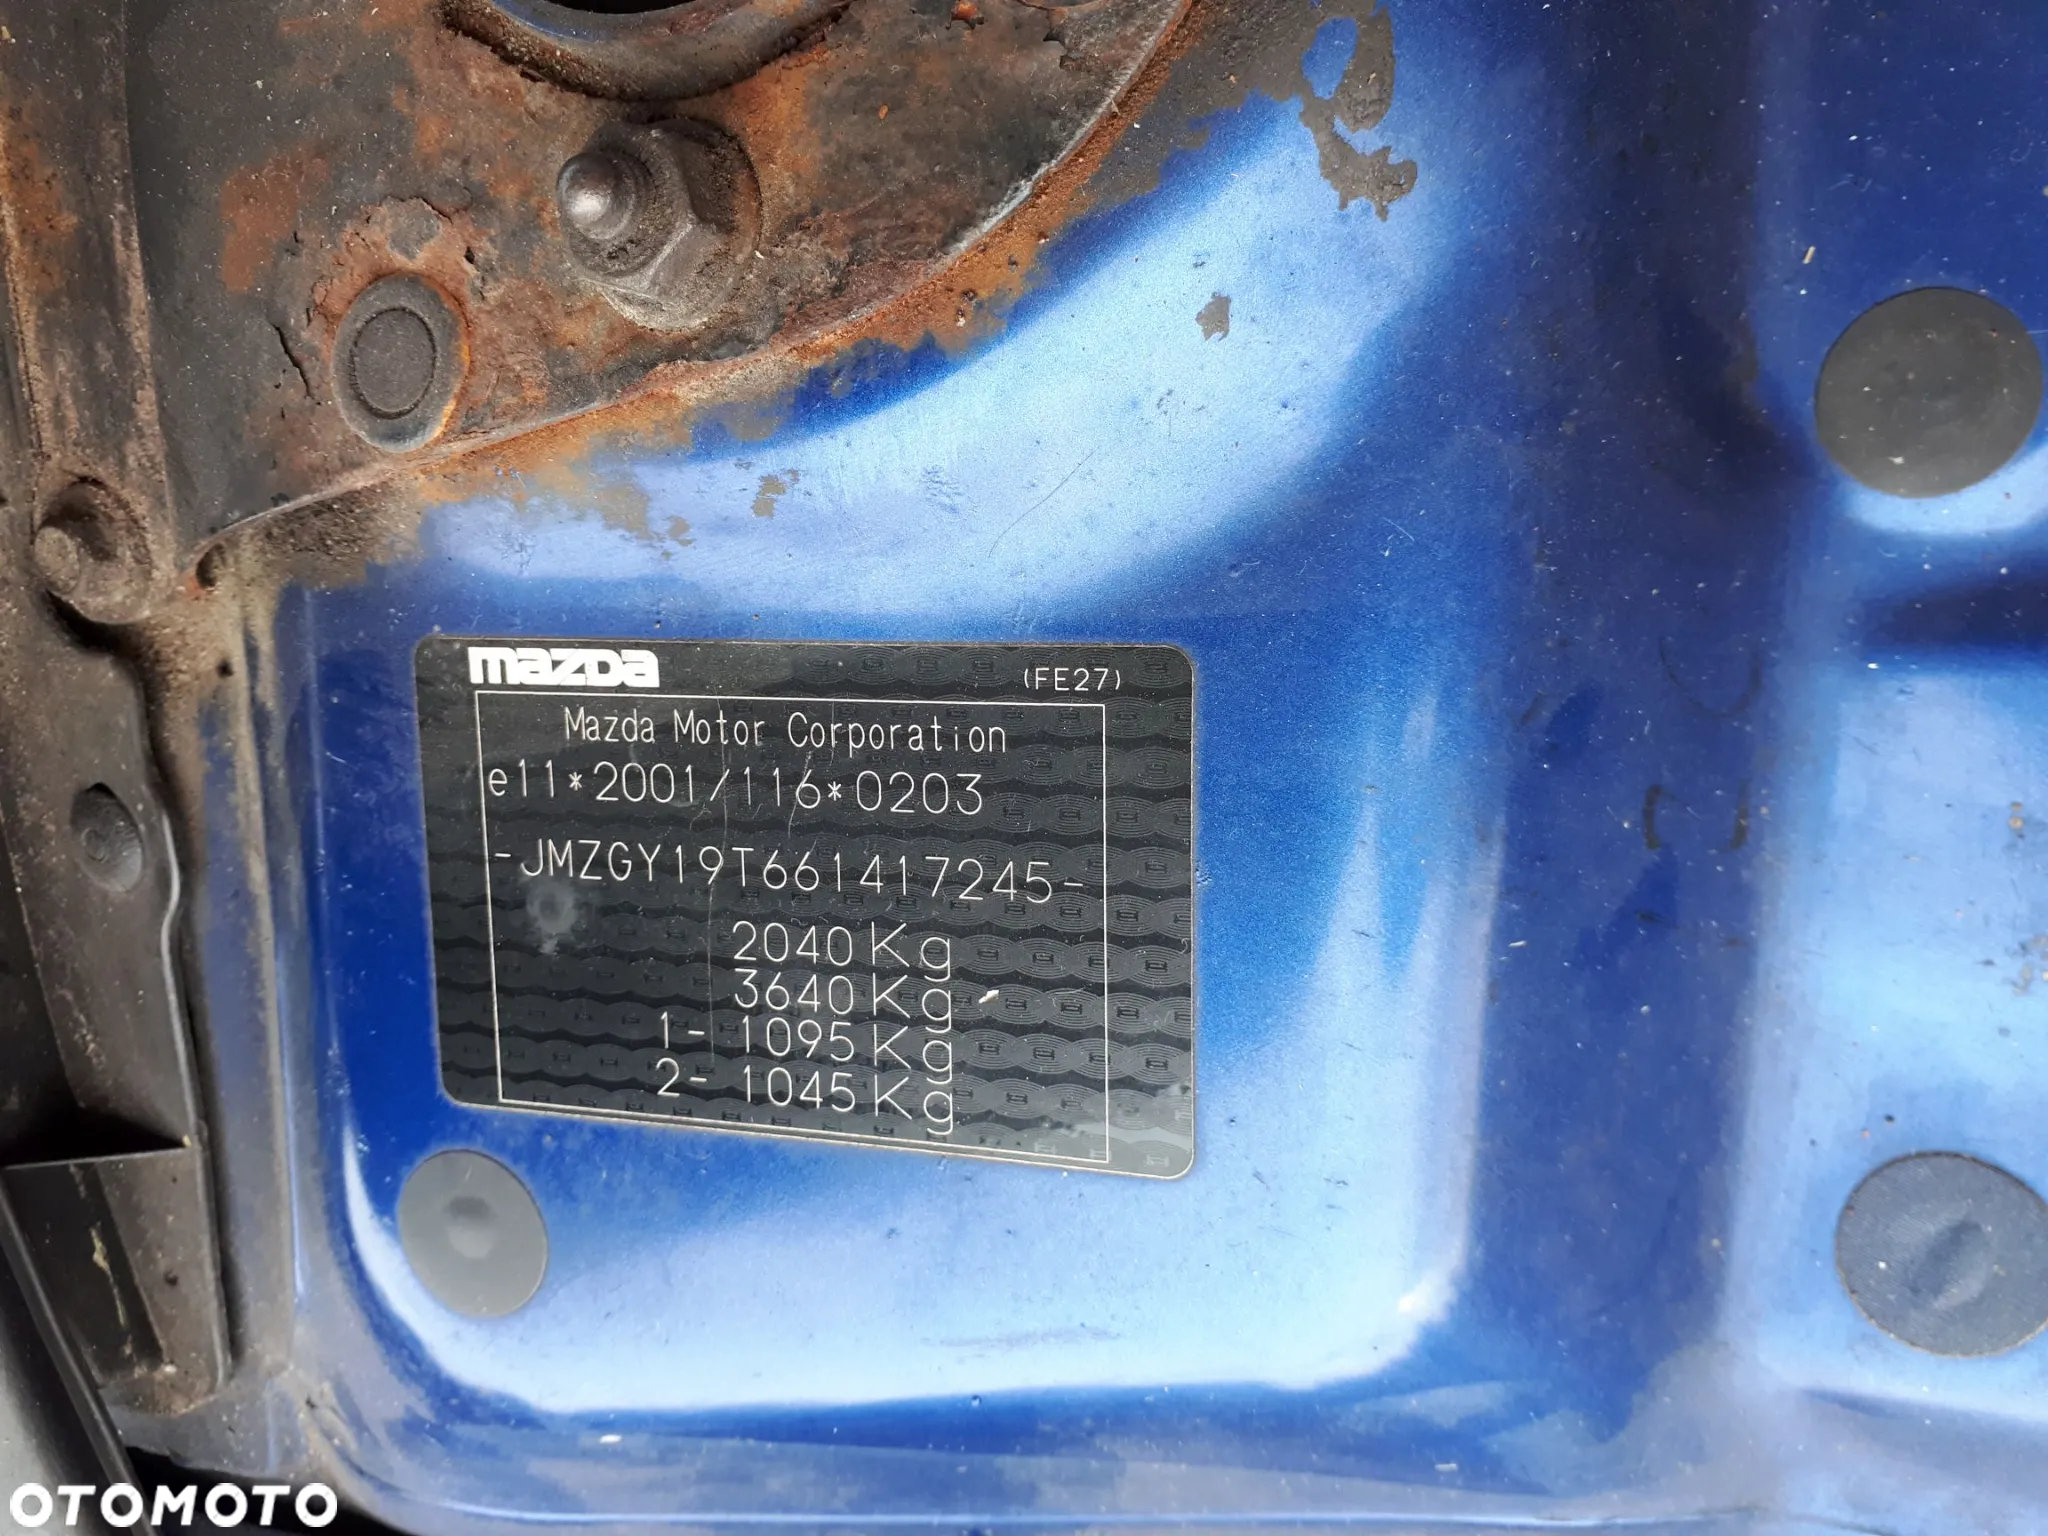 mazda
(FE27)
Mazda Motor Corporation
e11*2001/116*0203
-JMZGY19T661417245-
2040Kg
3640Kg
1- 1095Kg
2- 1045Kg
OTOMOTO